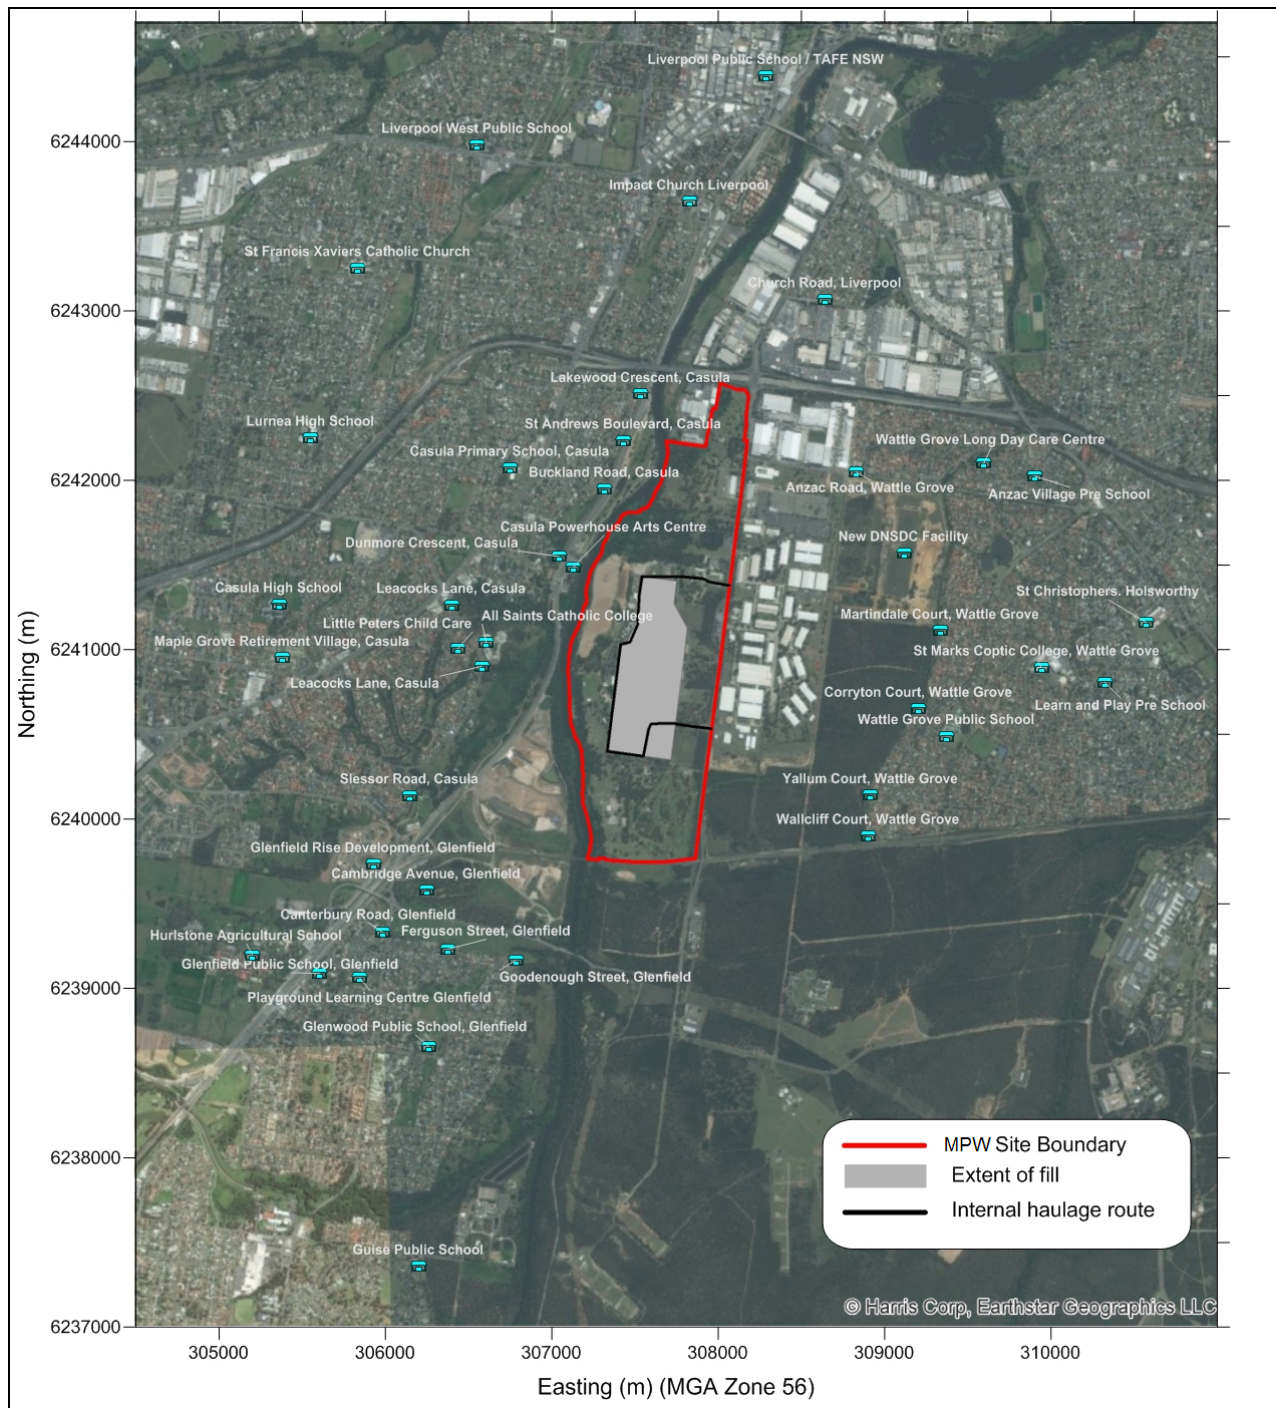 Liverpool Public School / TAFE NSW
Liverpool West Public School
6244000
Impact Church Liverpool
St Francis Xaviers Catholic Church
Church Road, Liverpool
6243000
Lakewood Crescent, Casula
Lurnea High School
St Andrews Boulevard, Casula
Wattle Grove Long Day Care Centre
Casula Primary School, Casula
Buckland Road, Casula
6242000
Anzac Road, Wattle Grove
Anzac Village Pre School
Casula Powerhouse Arts Centre
New DNSDC Facility
Dunmore Crescent, Casula
Casula High School
Leacocks Lane, Casula
St Christophers. Holsworthy
All Saints Catholic College
Martindale Court, Wattle Grove
Little Peters Child Care
Maple Grove Retirement Village, Casula
6241000
St Marks Coptic College, Wattle Grove
Leacocks Lane, Casula
Corryton Court, Wattle Grove
Learn and Play Pre School
Wattle Grove Public School
Slessor Road, Casula
Yallum Court, Wattle Grove
6240000
Wallcliff Court, Wattle Grove
Glenfield Rise Development, Glenfield
Cambridge Avenue, Glenfield
Canterbury Road, Glenfield
Ferguson Street, Glenfield
Hurlstone Agricultural School
Glenfield Public School, Glenfield
Goodenough Street, Glenfield
6239000
Playground Learning Centre Glenfield
Glenwood Public School, Glenfield
6238000
Guise Public School
6237000
MPW Site Boundary
Extent of fill
Internal haulage route
© Harris Corp, Earthstar Geographics LLC
305000
306000
307000
308000
309000
310000
Easting (m) (MGA Zone 56)
Northing (m)